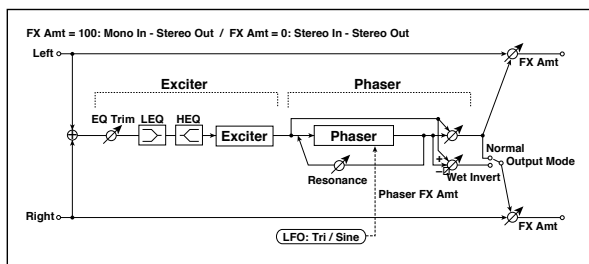 FX Amt = 100: Mono In - Stereo Out / FX Amt = 0: Stereo In - Stereo Out
Left
FX Amt
Exciter
Phaser
EQ Trim
LEQ
HEQ
Exciter
Phaser
Normal
Output Mode
+
−
Wet Invert
Resonance
Phaser FX Amt
Right
FX Amt
LFO: Tri / Sine